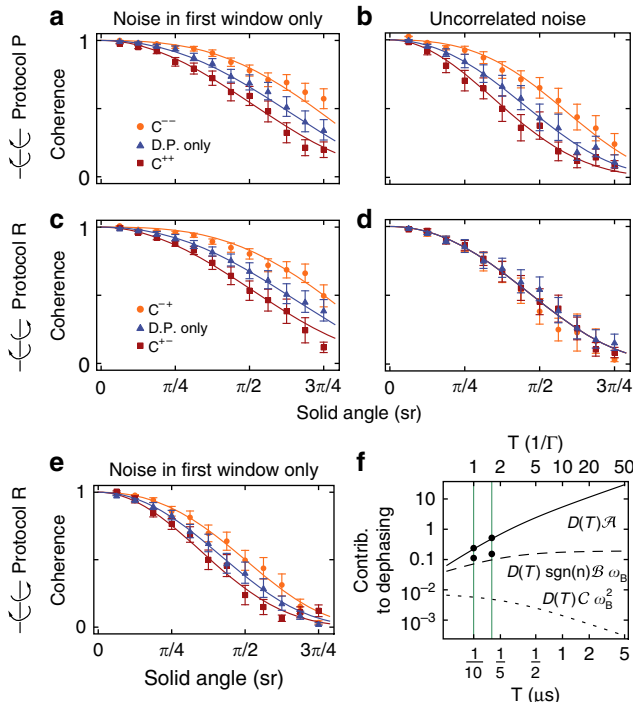 a Noise in first window only
b Uncorrelated noise
Protocol P
Coherence
1
0
C⁻⁻
D.P. only
C⁺⁺
c
d
Protocol R
Coherence
1
0
C⁻⁺
D.P. only
C⁺⁻
0 π/4 π/2 3π/4
0 π/4 π/2 3π/4
Solid angle (sr)
e Noise in first window only
Protocol R
Coherence
1
0
0 π/4 π/2 3π/4
Solid angle (sr)
f T (1/Γ)
1 2 5 10 20 50
Contrib. to dephasing
10
1
0.1
10⁻²
10⁻³
D(T)𝒜
D(T) sgn(n)ℬ ω_B
D(T)𝒞 ω_B²
1/10 1/5 1/2 1 2 5
T (μs)